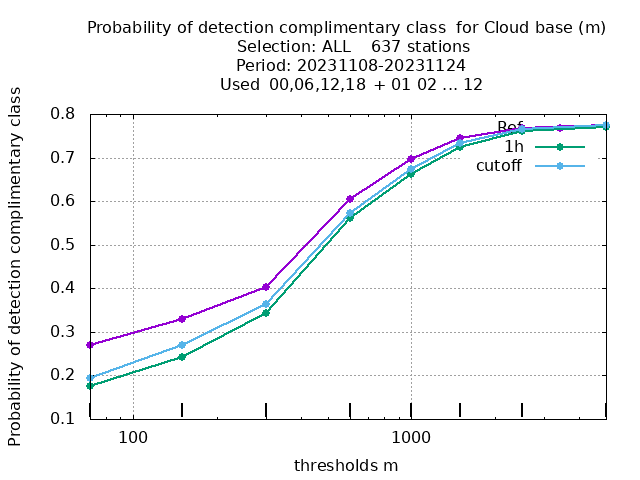 Probability of detection complimentary class  for Cloud base (m)
Selection: ALL    637 stations
Period: 20231108-20231124
Used  00,06,12,18  + 01 02 ... 12
Probability of detection complimentary class
0.8
0.7
0.6
0.5
0.4
0.3
0.2
0.1
Ref
1h
cutoff
100
1000
thresholds m